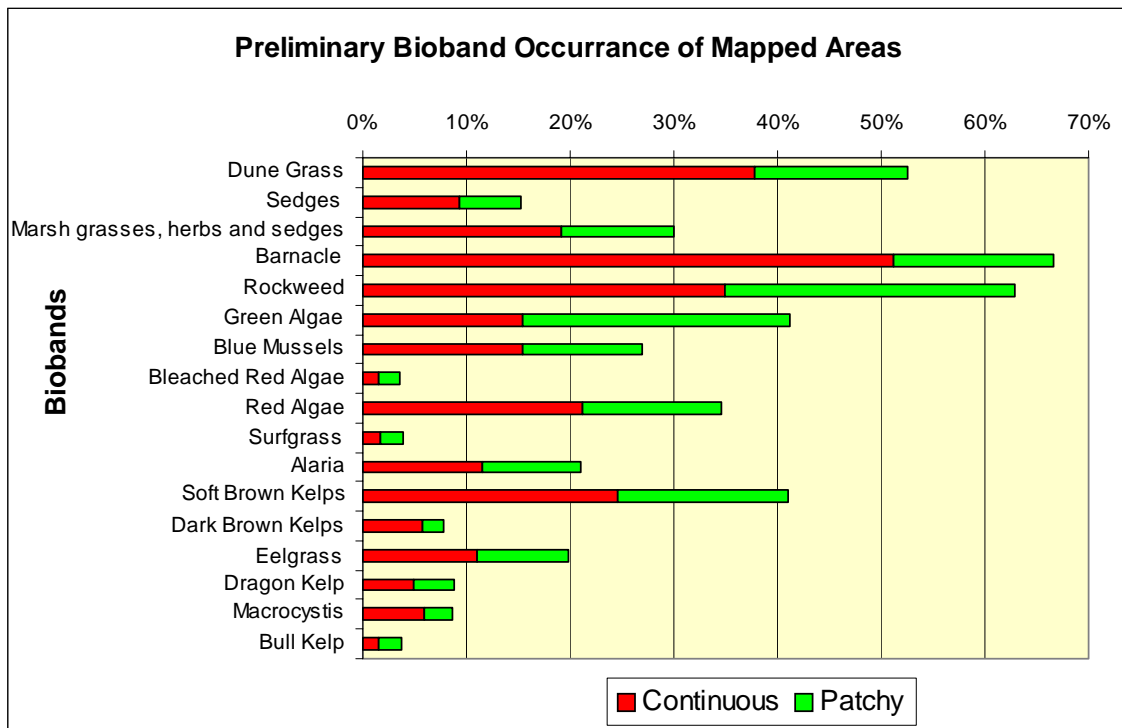 Preliminary Bioband Occurrance of Mapped Areas
0% 10% 20% 30% 40% 50% 60% 70%
Biobands
Dune Grass
Sedges
Marsh grasses, herbs and sedges
Barnacle
Rockweed
Green Algae
Blue Mussels
Bleached Red Algae
Red Algae
Surfgrass
Alaria
Soft Brown Kelps
Dark Brown Kelps
Eelgrass
Dragon Kelp
Macrocystis
Bull Kelp
Continuous Patchy